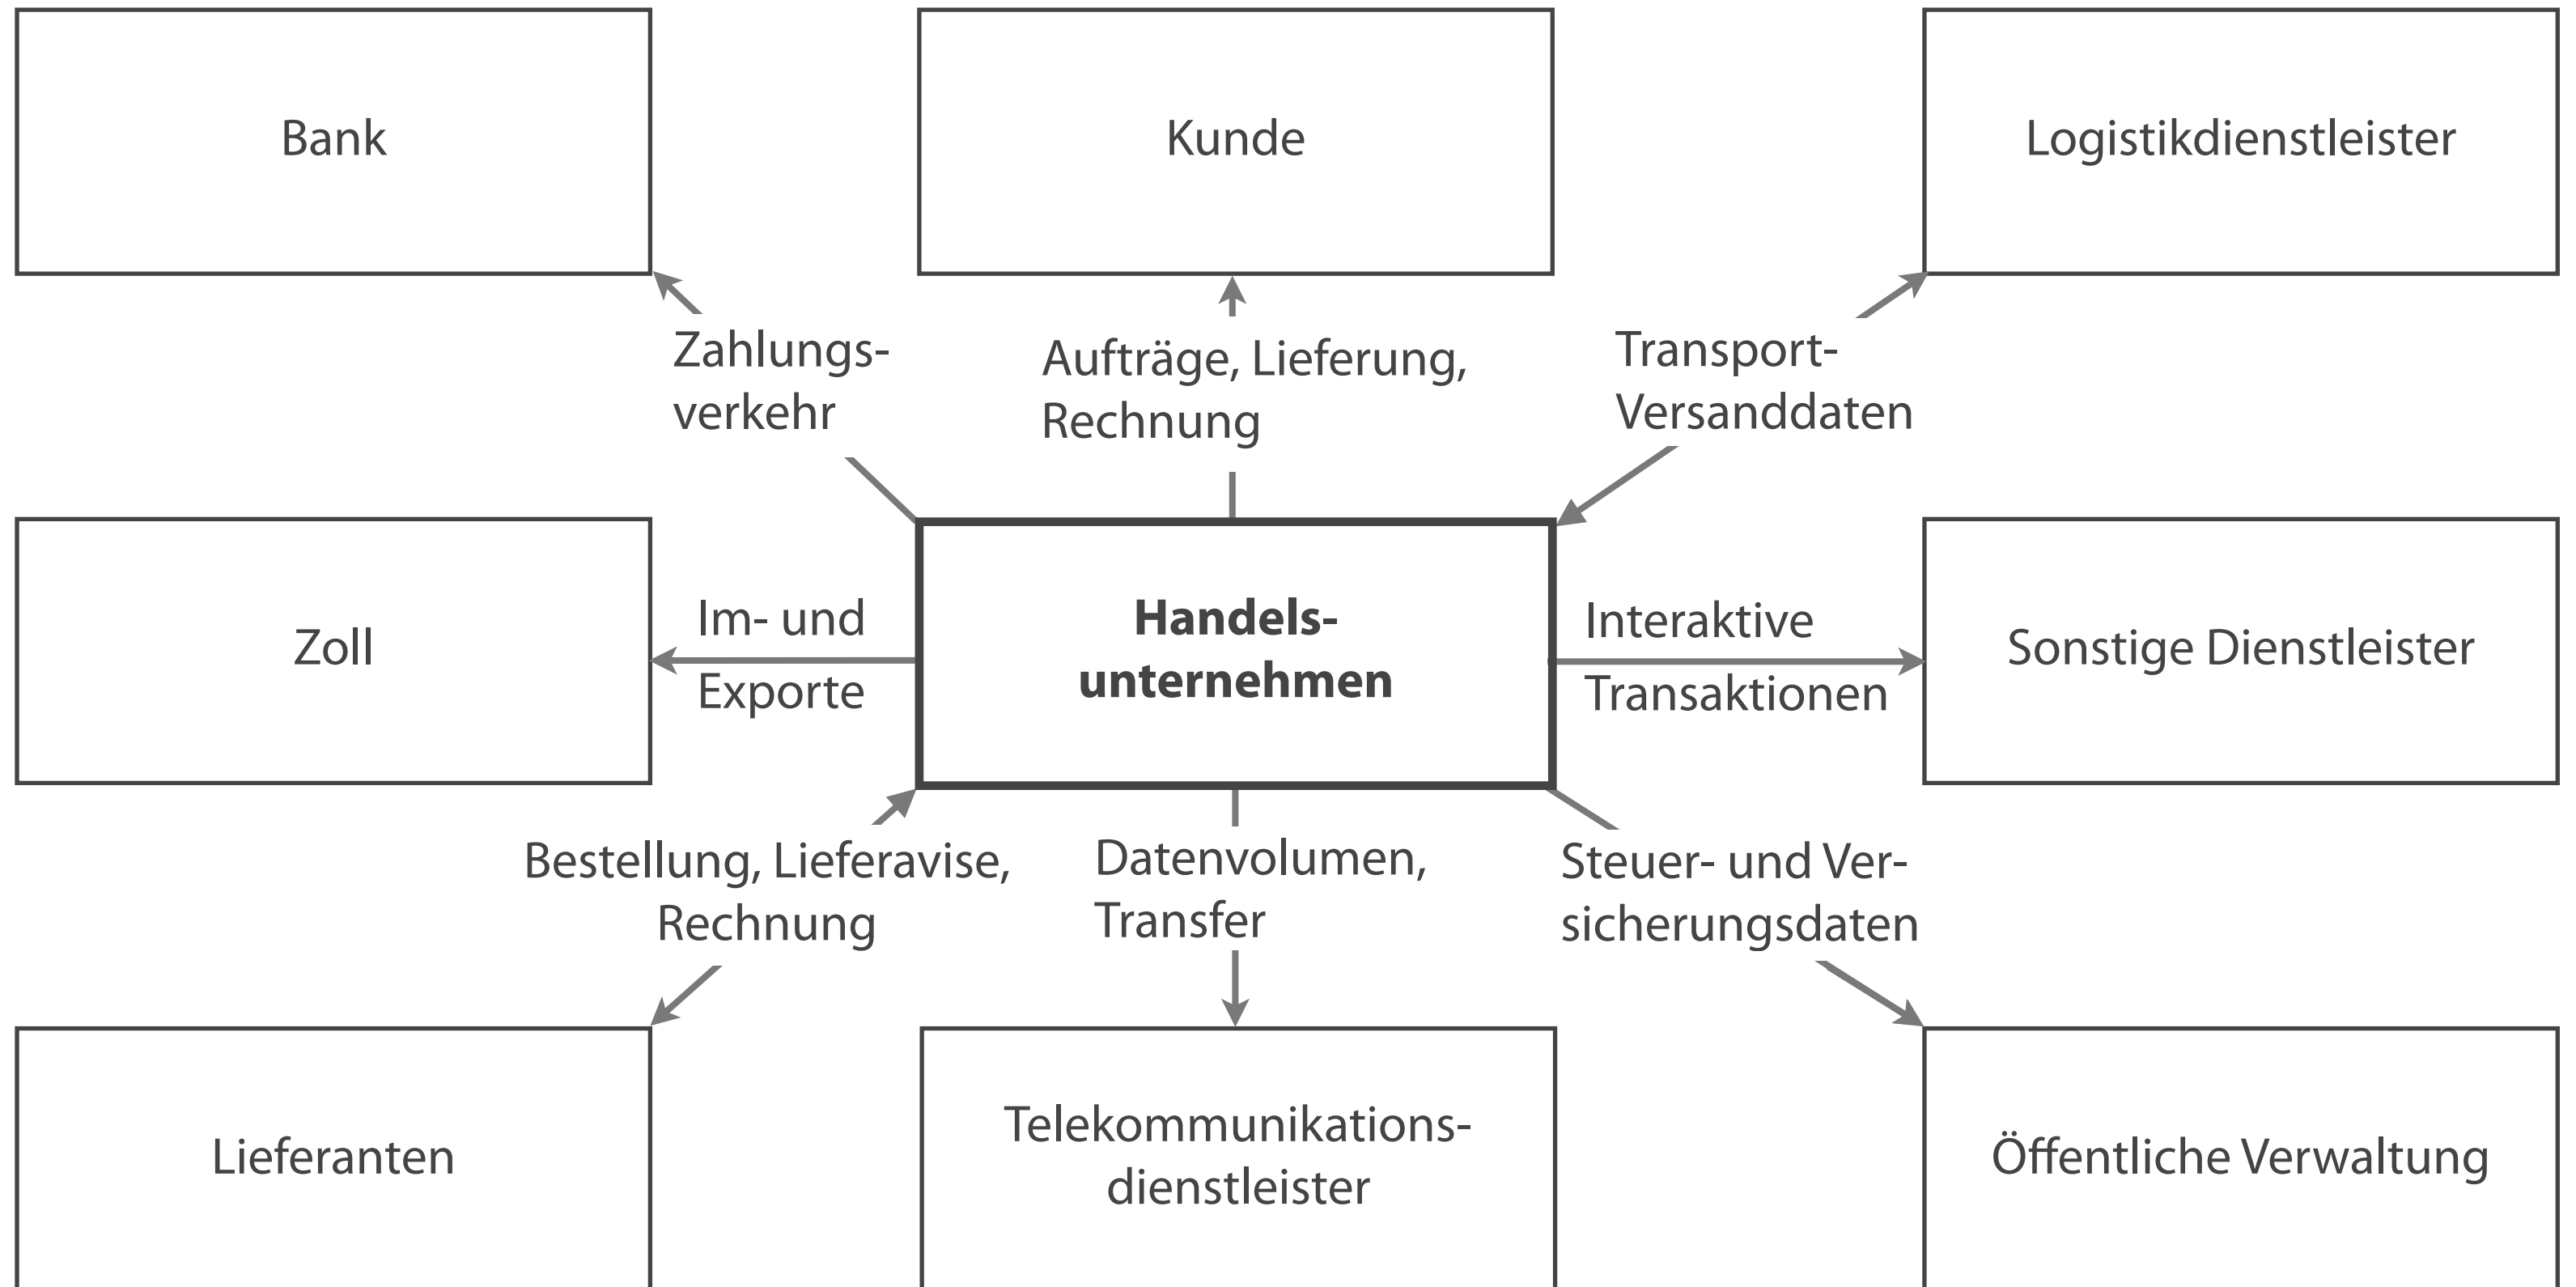 Bank
Kunde
Logistikdienstleister
Zahlungs-
verkehr
Aufträge, Lieferung,
Rechnung
Transport-
Versanddaten
Zoll
Im- und
Exporte
Handels-
unternehmen
Interaktive
Transaktionen
Sonstige Dienstleister
Bestellung, Lieferavise,
Rechnung
Datenvolumen,
Transfer
Steuer- und Ver-
sicherungsdaten
Lieferanten
Telekommunikations-
dienstleister
Öffentliche Verwaltung